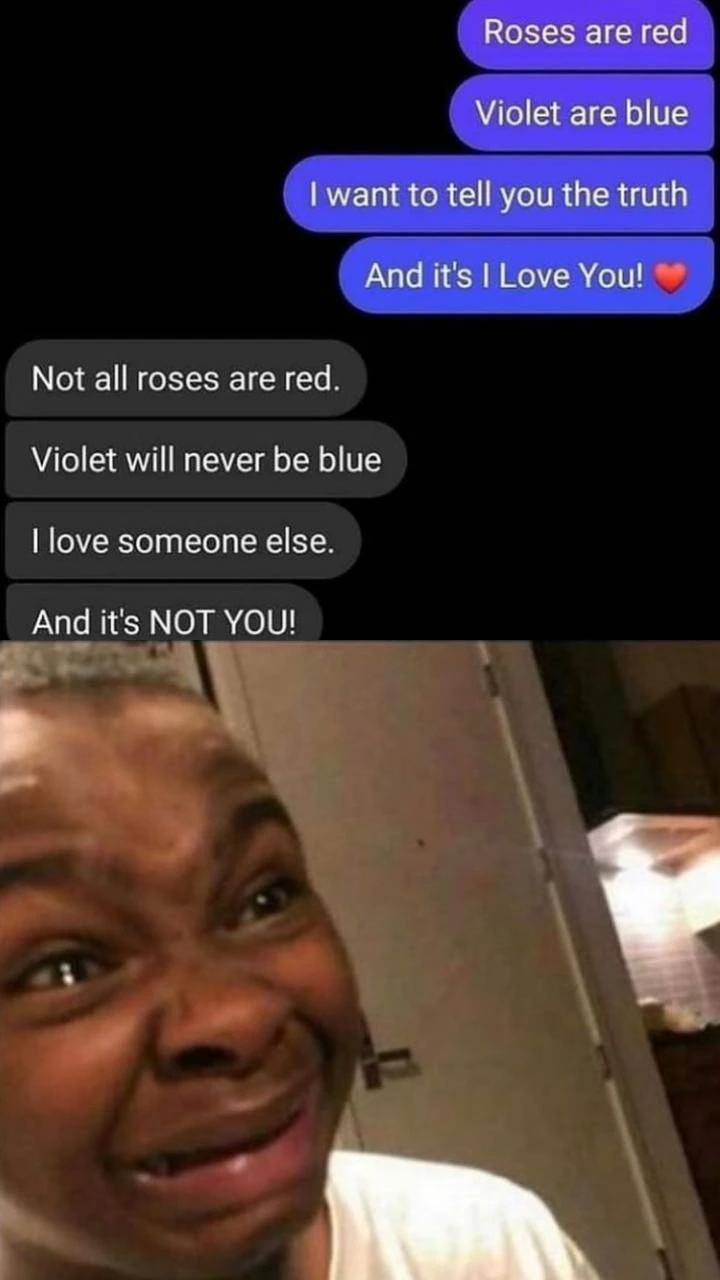 Roses are red
Violet are blue
I want to tell you the truth
And it's I Love You! ❤️
Not all roses are red.
Violet will never be blue
I love someone else.
And it's NOT YOU!